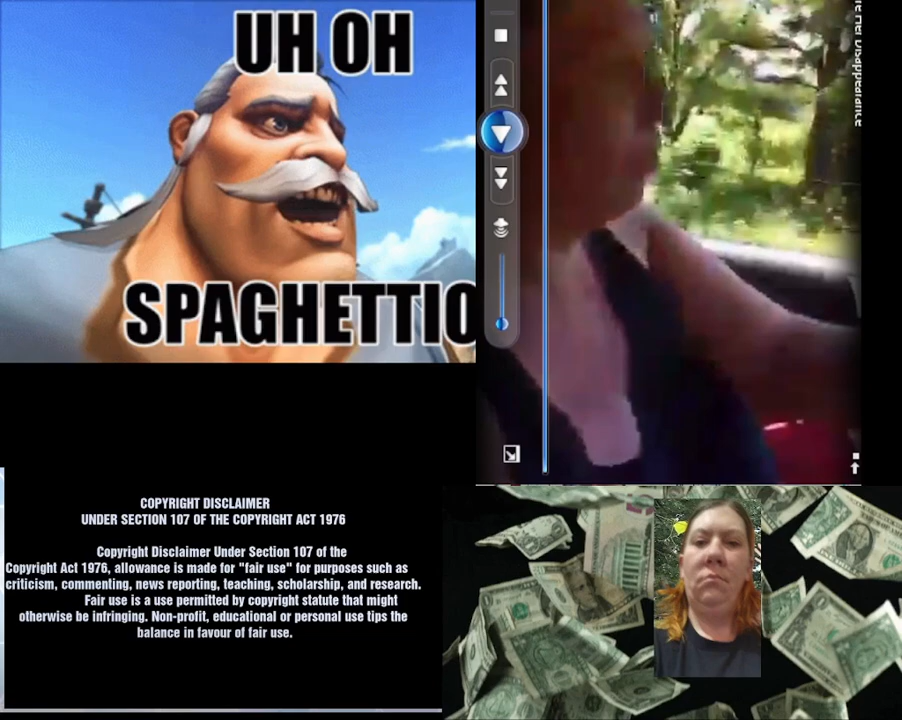 UH OH
SPAGHETTIO
Disappearance
COPYRIGHT DISCLAIMER
UNDER SECTION 107 OF THE COPYRIGHT ACT 1976
Copyright Disclaimer Under Section 107 of the
Copyright Act 1976, allowance is made for "fair use" for purposes such as
criticism, commenting, news reporting, teaching, scholarship, and research.
Fair use is a use permitted by copyright statute that might
otherwise be infringing. Non-profit, educational or personal use tips the
balance in favour of fair use.